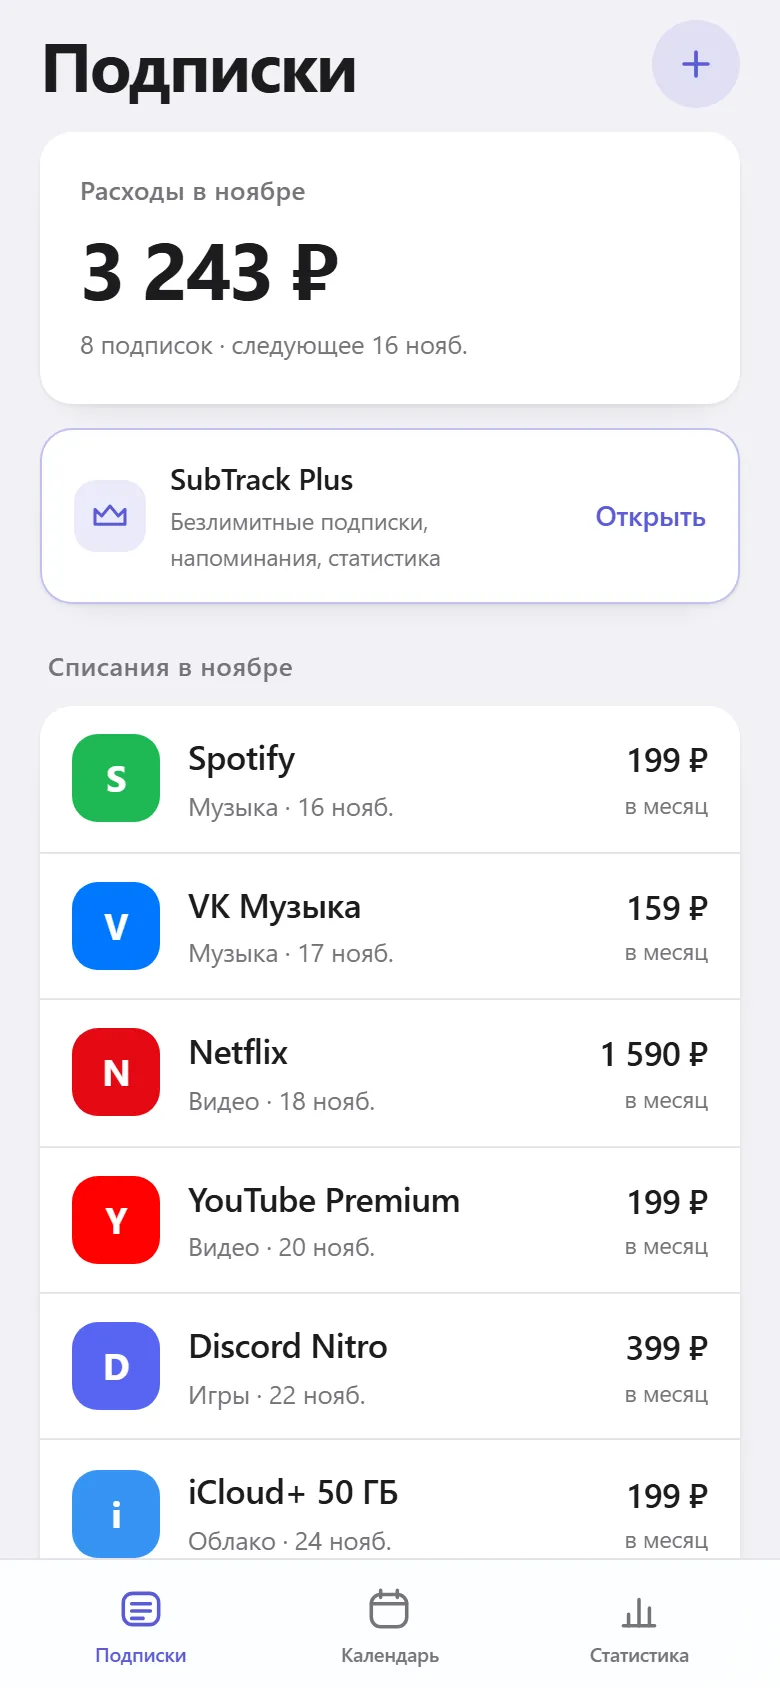 Подписки
Расходы в ноябре
3 243 ₽
8 подписок · следующее 16 нояб.
SubTrack Plus
Безлимитные подписки,
напоминания, статистика
Открыть
Списания в ноябре
S
Spotify
199 ₽
Музыка · 16 нояб.
в месяц
V
VK Музыка
159 ₽
Музыка · 17 нояб.
в месяц
N
Netflix
1 590 ₽
Видео · 18 нояб.
в месяц
Y
YouTube Premium
199 ₽
Видео · 20 нояб.
в месяц
D
Discord Nitro
399 ₽
Игры · 22 нояб.
в месяц
i
iCloud+ 50 ГБ
199 ₽
Облако · 24 нояб.
в месяц
Подписки
Календарь
Статистика